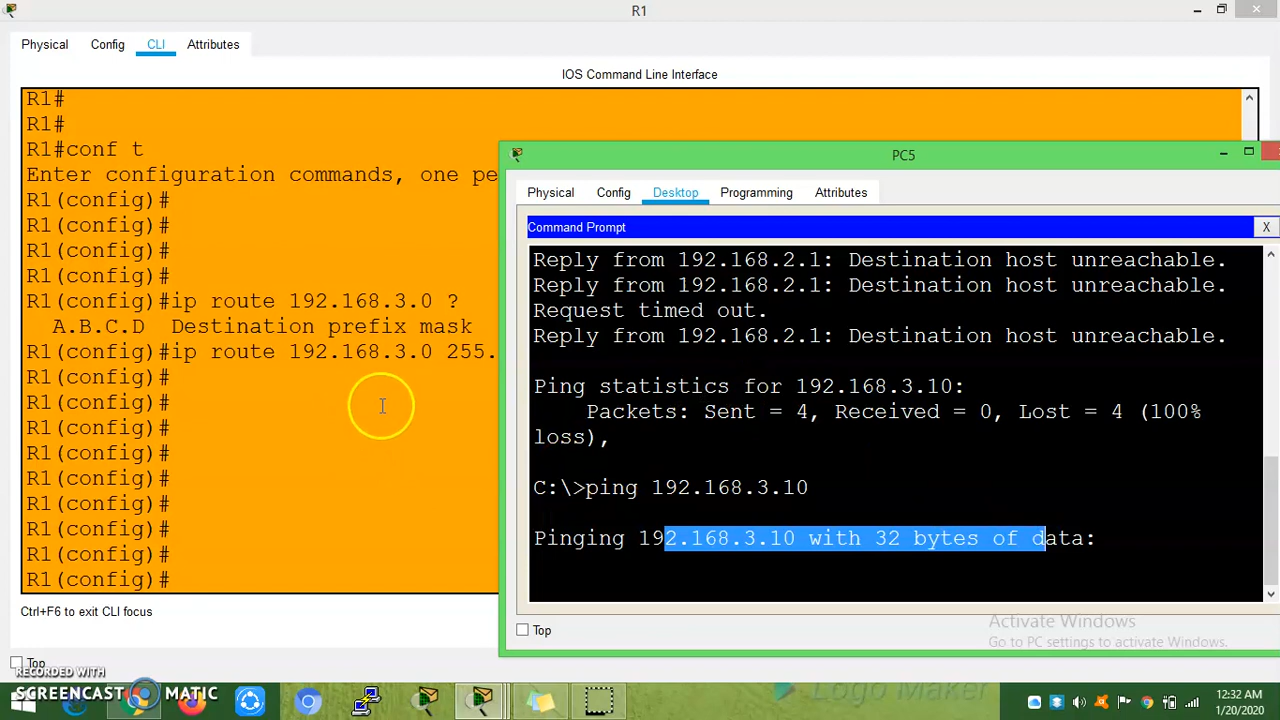 R1
Physical Config CLI Attributes
IOS Command Line Interface
R1#
R1#
R1#conf t
Enter configuration commands, one pe
R1(config)#
R1(config)#
R1(config)#
R1(config)#
R1(config)#ip route 192.168.3.0 ?
A.B.C.D Destination prefix mask
R1(config)#ip route 192.168.3.0 255.
R1(config)#
R1(config)#
R1(config)#
R1(config)#
R1(config)#
R1(config)#
R1(config)#
R1(config)#
R1(config)#
Ctrl+F6 to exit CLI focus
Top
PC5
Physical Config Desktop Programming Attributes
Command Prompt
X
Reply from 192.168.2.1: Destination host unreachable.
Reply from 192.168.2.1: Destination host unreachable.
Request timed out.
Reply from 192.168.2.1: Destination host unreachable.
Ping statistics for 192.168.3.10:
Packets: Sent = 4, Received = 0, Lost = 4 (100%
loss),
C:\>ping 192.168.3.10
Pinging 192.168.3.10 with 32 bytes of data:
Top
Activate Windows
Go to PC settings to activate Windows.
RECORDED WITH
SCREENCAST MATIC
Logo Maker
12:32 AM
1/20/2020